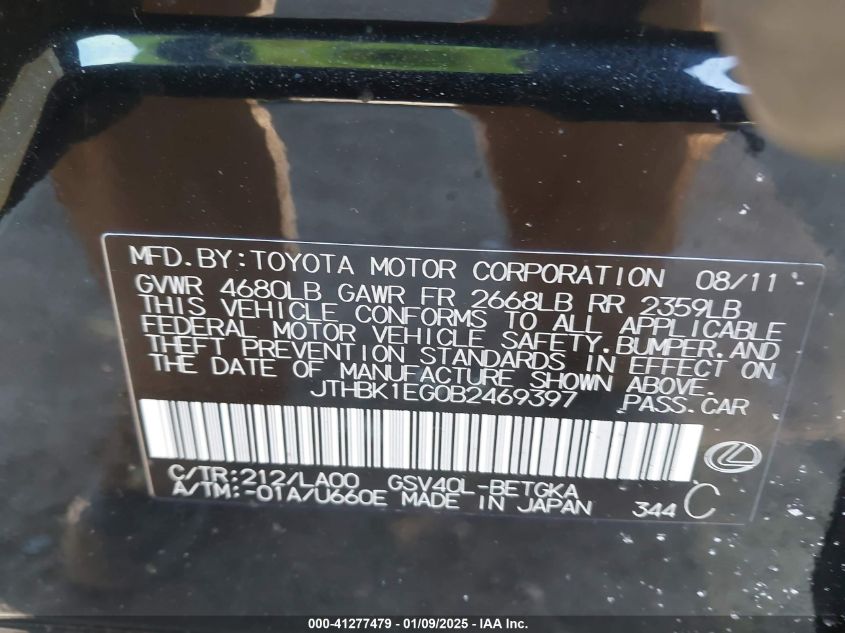 MFD.BY:TOYOTA MOTOR CORPORATION 08/11
GVWR 4680LB GAWR FR 2668LB RR 2359LB
THIS VEHICLE CONFORMS TO ALL APPLICABLE
FEDERAL MOTOR VEHICLE SAFETY,BUMPER,AND
THEFT PREVENTION STANDARDS IN EFFECT ON
THE DATE OF MANUFACTURE SHOWN ABOVE.
JTHBK1EG0B2469397 PASS.CAR
C/TR:212/LA00 GSV40L-BETGKA
A/TM:-01A/U660E MADE IN JAPAN 344 C
000-41277479 - 01/09/2025 - IAA Inc.